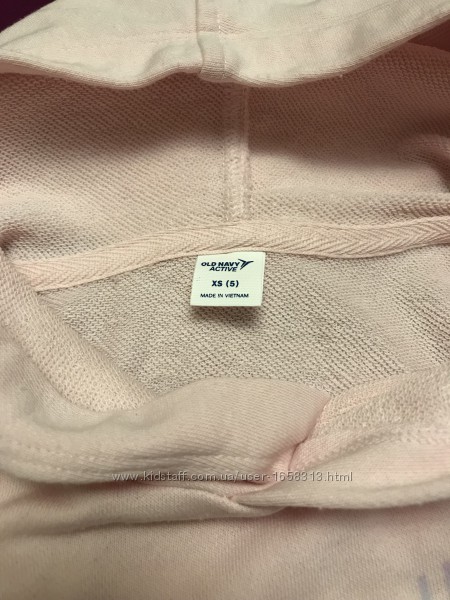 OLD NAVY
ACTIVE
XS (5)
MADE IN VIETNAM
www.kidstaff.com.ua/user-1658313.html